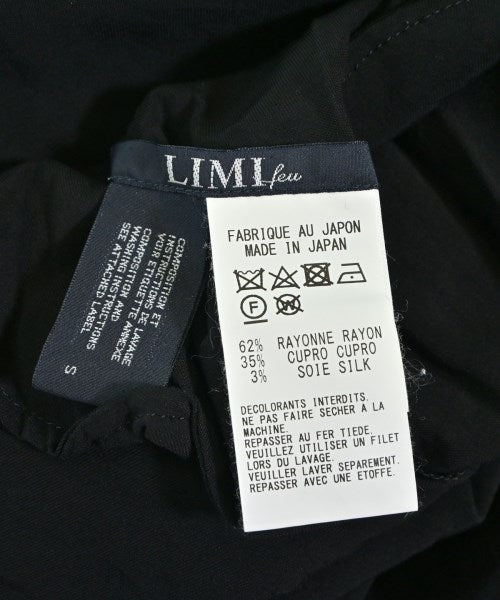 LIMI feu
COMPOSITION ET
INSTRUCTIONS DE LAVAGE
VOIR ETIQUETTE ANNEXE
COMPOSITION AND
WASHING INSTRUCTIONS
SEE ATTACHED LABEL
S
FABRIQUE AU JAPON
MADE IN JAPAN
F
W
62% RAYONNE RAYON
35% CUPRO CUPRO
3% SOIE SILK
DECOLORANTS INTERDITS.
NE PAS FAIRE SECHER A LA
MACHINE.
REPASSER AU FER TIEDE.
VEUILLEZ UTILISER UN FILET
LORS DU LAVAGE.
VEUILLER LAVER SEPAREMENT.
REPASSER AVEC UNE ETOFFE.